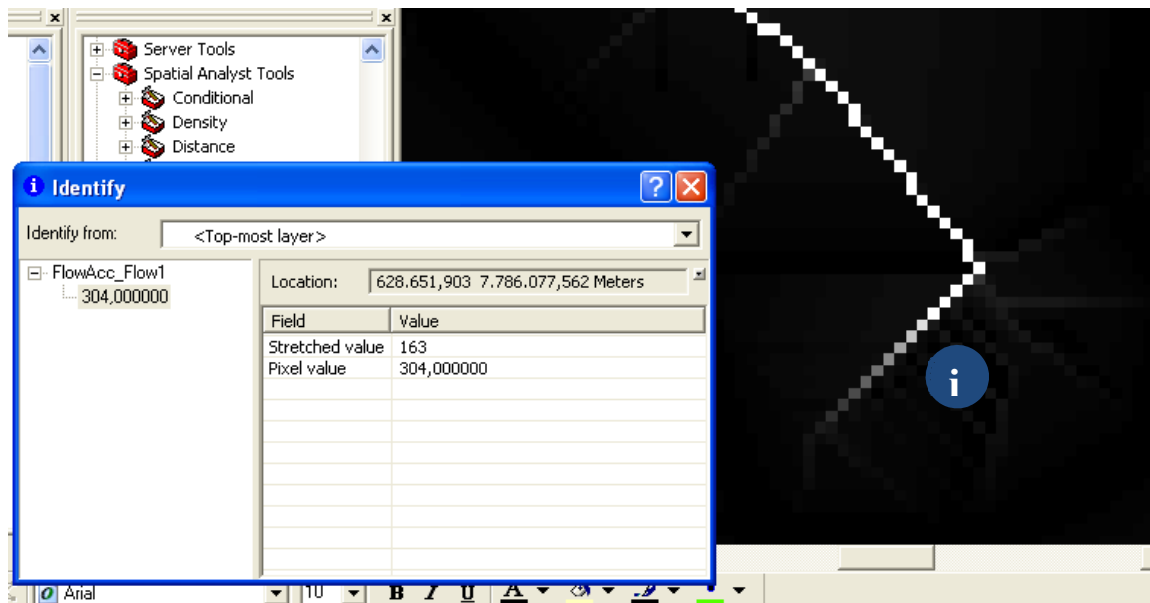 Server Tools
Spatial Analyst Tools
Conditional
Density
Distance
Identify
Identify from: <Top-most layer>
FlowAcc_Flow1
304,000000
Location: 628.651,903 7.786.077,562 Meters
Field Value
Stretched value 163
Pixel value 304,000000
i
Arial 10 B I U A